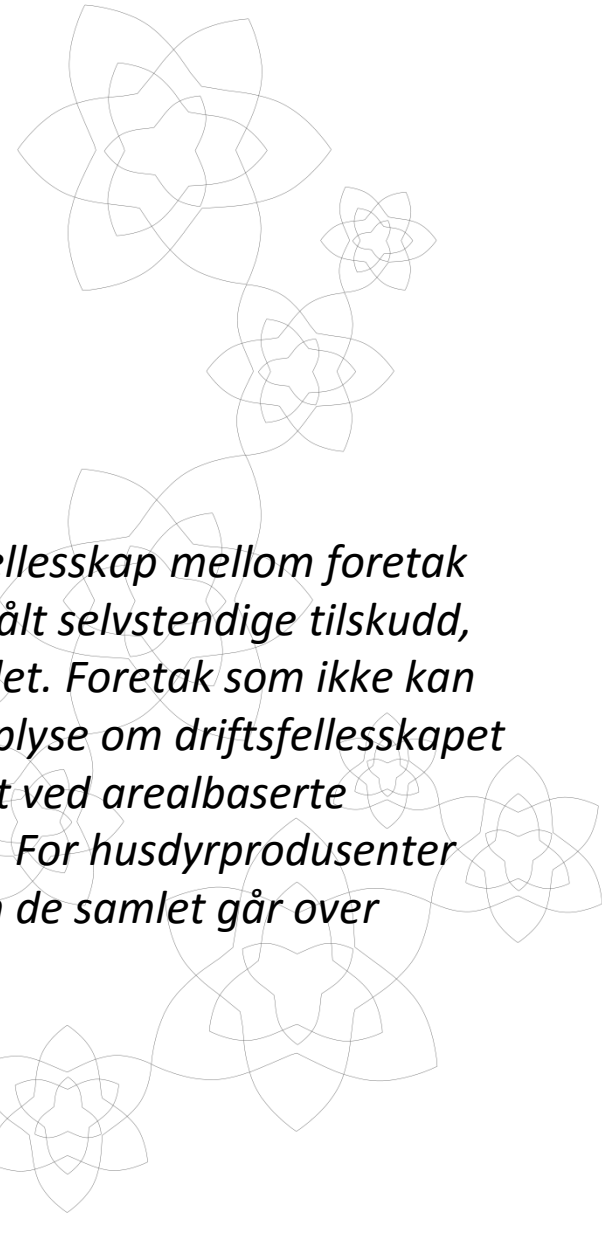 ellesskap mellom foretak
ålt selvstendige tilskudd,
let. Foretak som ikke kan
plyse om driftsfellesskapet
t ved arealbaserte
For husdyrprodusenter
de samlet går over